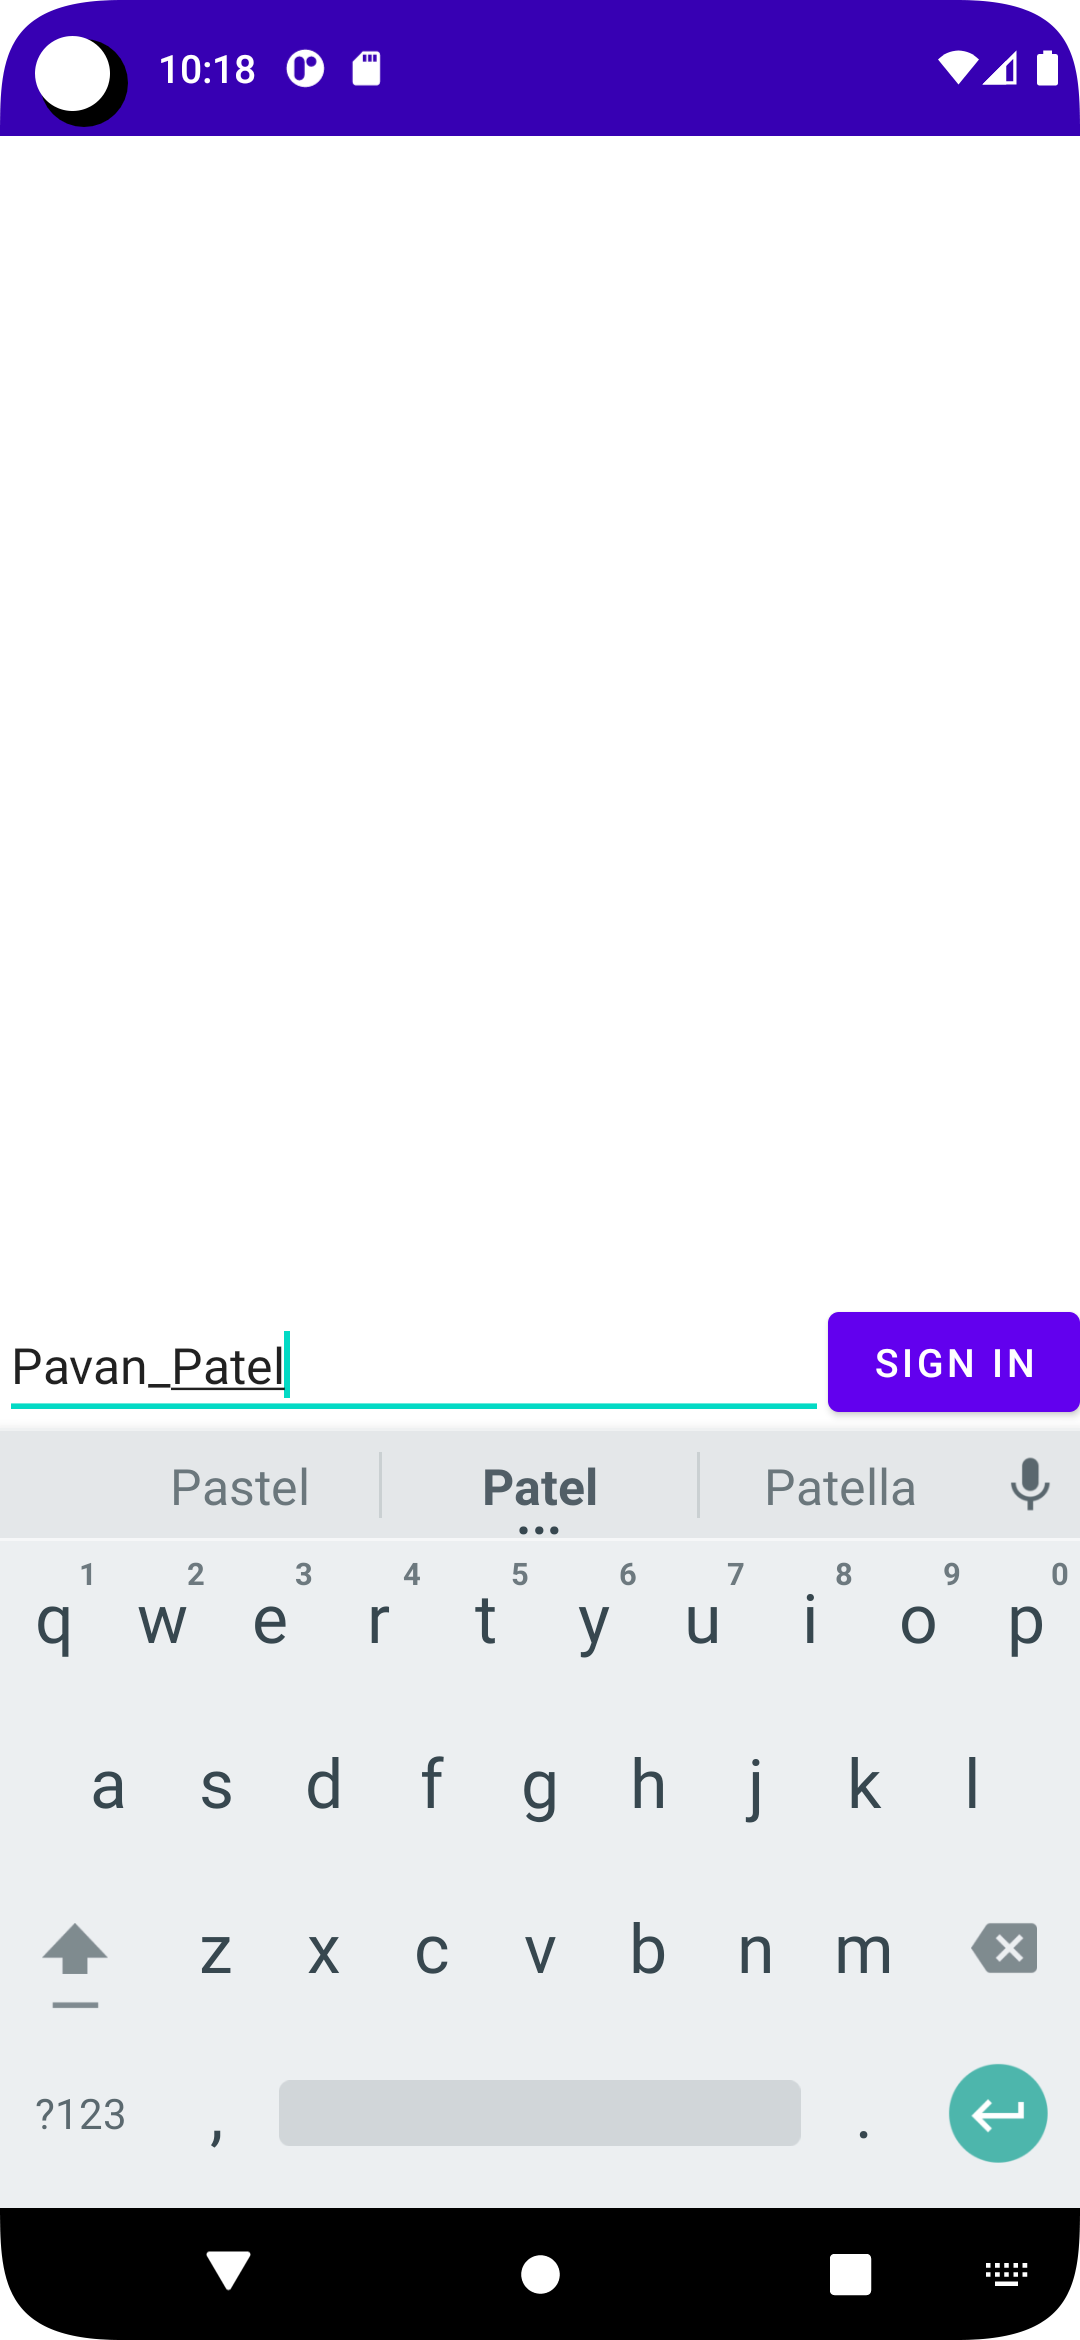 10:18
Pavan_Patel SIGN IN
Pastel Patel Patella
1 2 3 4 5 6 7 8 9 0
q w e r t y u i o p
a s d f g h j k l
z x c v b n m
?123 , .